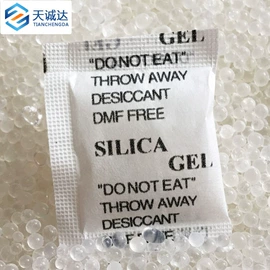 天诚达
TIANCHENGDA
GEL
"DO NOT EAT"
THROW AWAY
DESICCANT
DMF FREE
SILICA
GEL
"DO NOT EAT"
THROW AWAY
DESICCANT